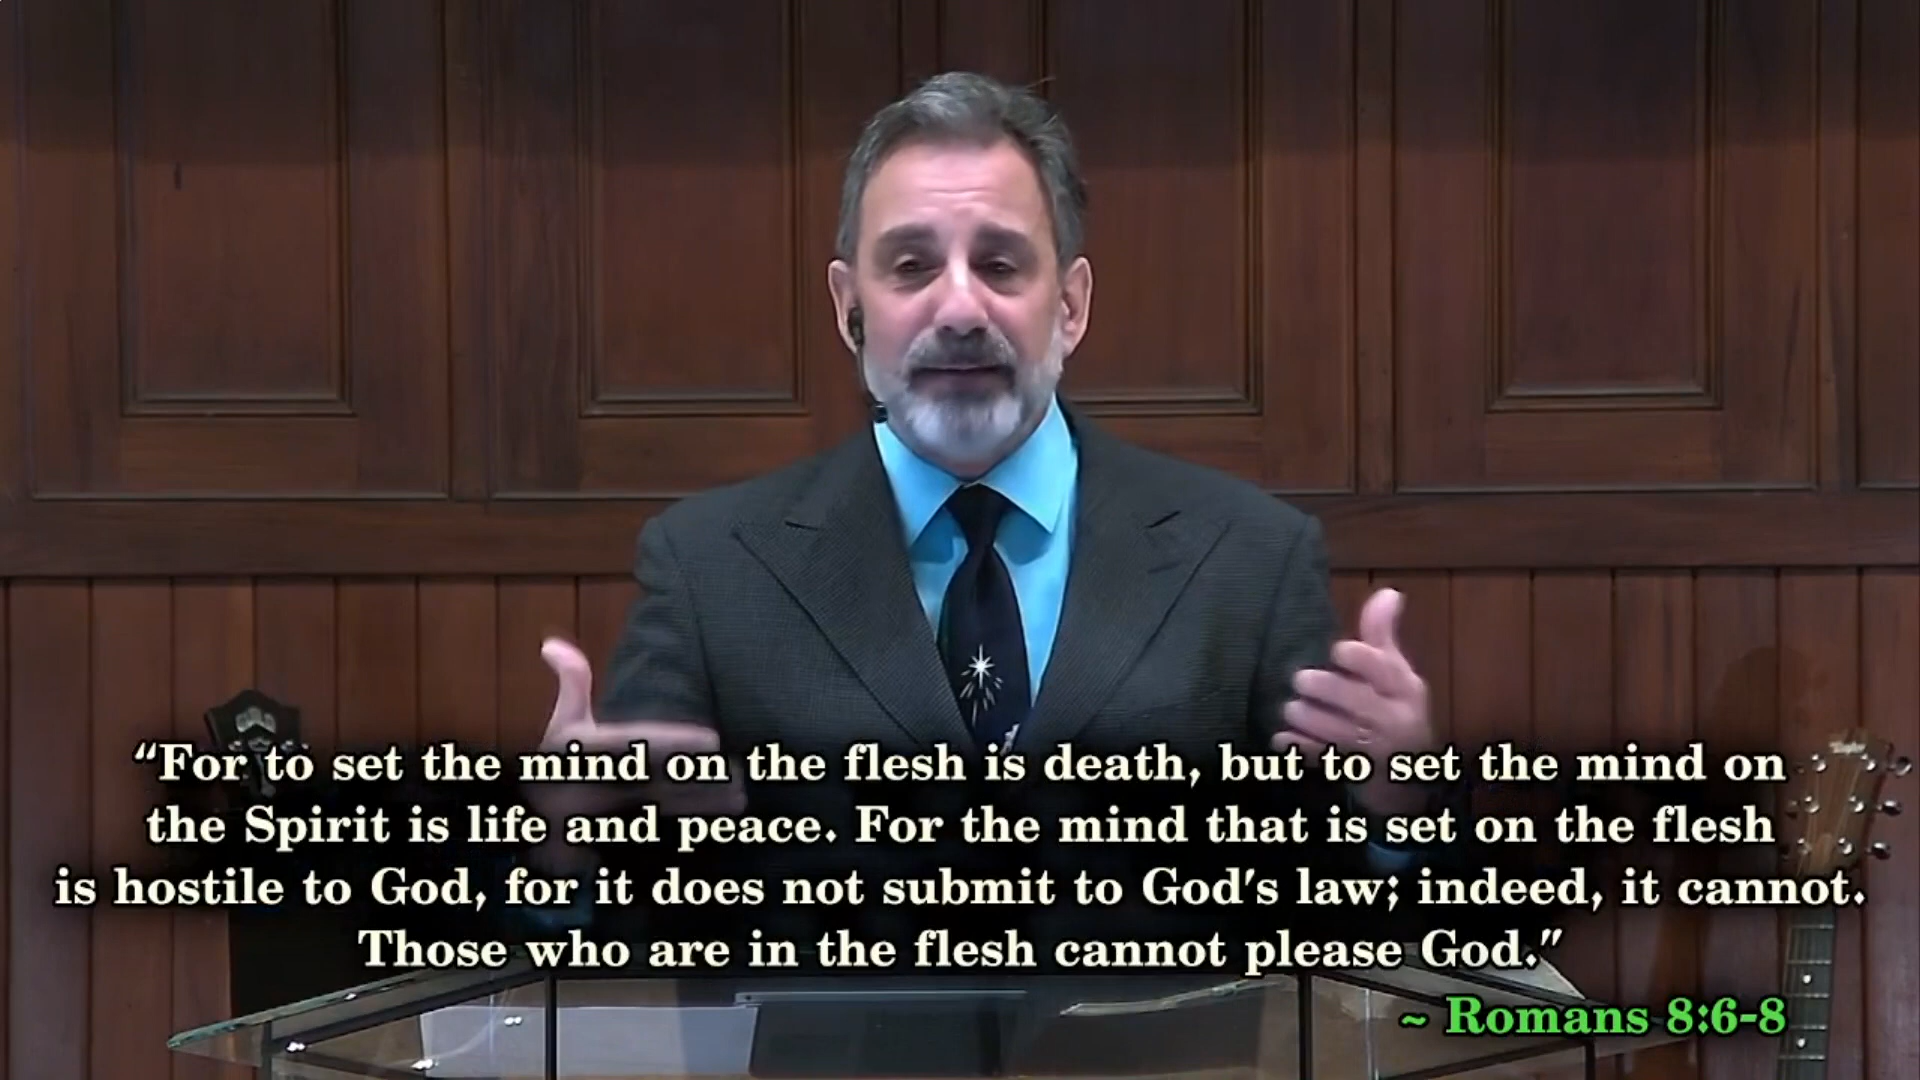 “For to set the mind on the flesh is death, but to set the mind on
the Spirit is life and peace. For the mind that is set on the flesh
is hostile to God, for it does not submit to God's law; indeed, it cannot.
Those who are in the flesh cannot please God.”
~ Romans 8:6-8